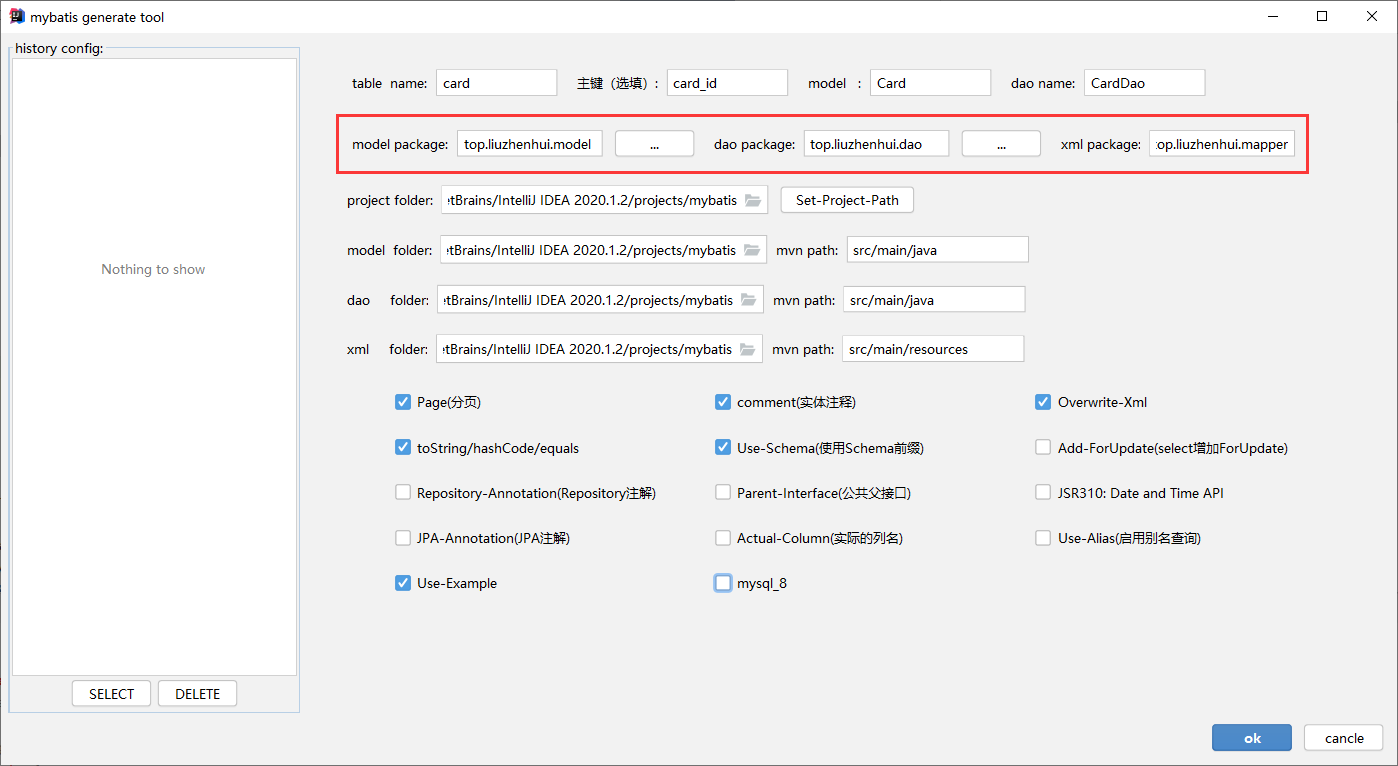 mybatis generate tool
history config:
Nothing to show
SELECT DELETE
table name: card 主键（选填）: card_id model : Card dao name: CardDao
model package: top.liuzhenhui.model ... dao package: top.liuzhenhui.dao ... xml package: top.liuzhenhui.mapper
project folder: etBrains/IntelliJ IDEA 2020.1.2/projects/mybatis Set-Project-Path
model folder: etBrains/IntelliJ IDEA 2020.1.2/projects/mybatis mvn path: src/main/java
dao folder: etBrains/IntelliJ IDEA 2020.1.2/projects/mybatis mvn path: src/main/java
xml folder: etBrains/IntelliJ IDEA 2020.1.2/projects/mybatis mvn path: src/main/resources
Page(分页) comment(实体注释) Overwrite-Xml
toString/hashCode/equals Use-Schema(使用Schema前缀) Add-ForUpdate(select增加ForUpdate)
Repository-Annotation(Repository注解) Parent-Interface(公共父接口) JSR310: Date and Time API
JPA-Annotation(JPA注解) Actual-Column(实际的列名) Use-Alias(启用别名查询)
Use-Example mysql_8
ok cancle